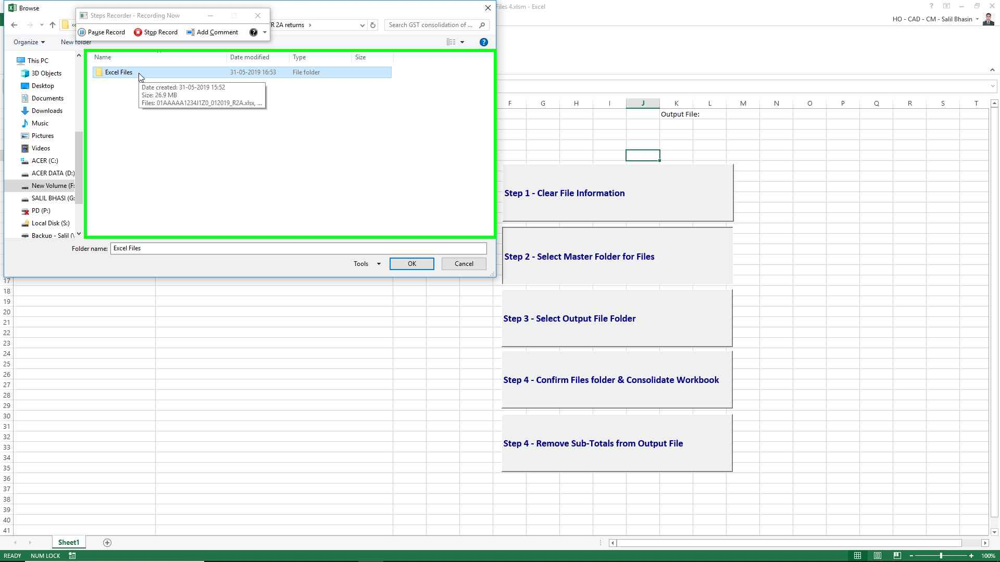 Browse
Files 4.xlsm - Excel
Steps Recorder - Recording Now
HO - CAD - CM - Salil Bhasin
R 2A returns
Search GST consolidation of ...
Pause Record
Stop Record
Add Comment
Organize
New folder
Name
Date modified
Type
Size
This PC
3D Objects
Desktop
Documents
Downloads
Music
Pictures
Videos
ACER (C:)
ACER DATA (D:)
New Volume (F:
SALIL BHASI (G:
PD (P:)
Local Disk (S:)
Backup - Salil (\
Excel Files
31-05-2019 16:53
File folder
Date created: 31-05-2019 15:52
Size: 26.9 MB
Files: 01AAAAA1234J1Z0_012019_R2A.xlsx, ...
Folder name:
Excel Files
Tools
OK
Cancel
F G H I J K L M N O P Q R S T
Output File:
Step 1 - Clear File Information
Step 2 - Select Master Folder for Files
Step 3 - Select Output File Folder
Step 4 - Confirm Files folder & Consolidate Workbook
Step 4 - Remove Sub-Totals from Output File
17
18
19
20
21
22
23
24
25
26
27
28
29
30
31
32
33
34
35
36
37
38
39
40
41
Sheet1
READY
NUM LOCK
100%